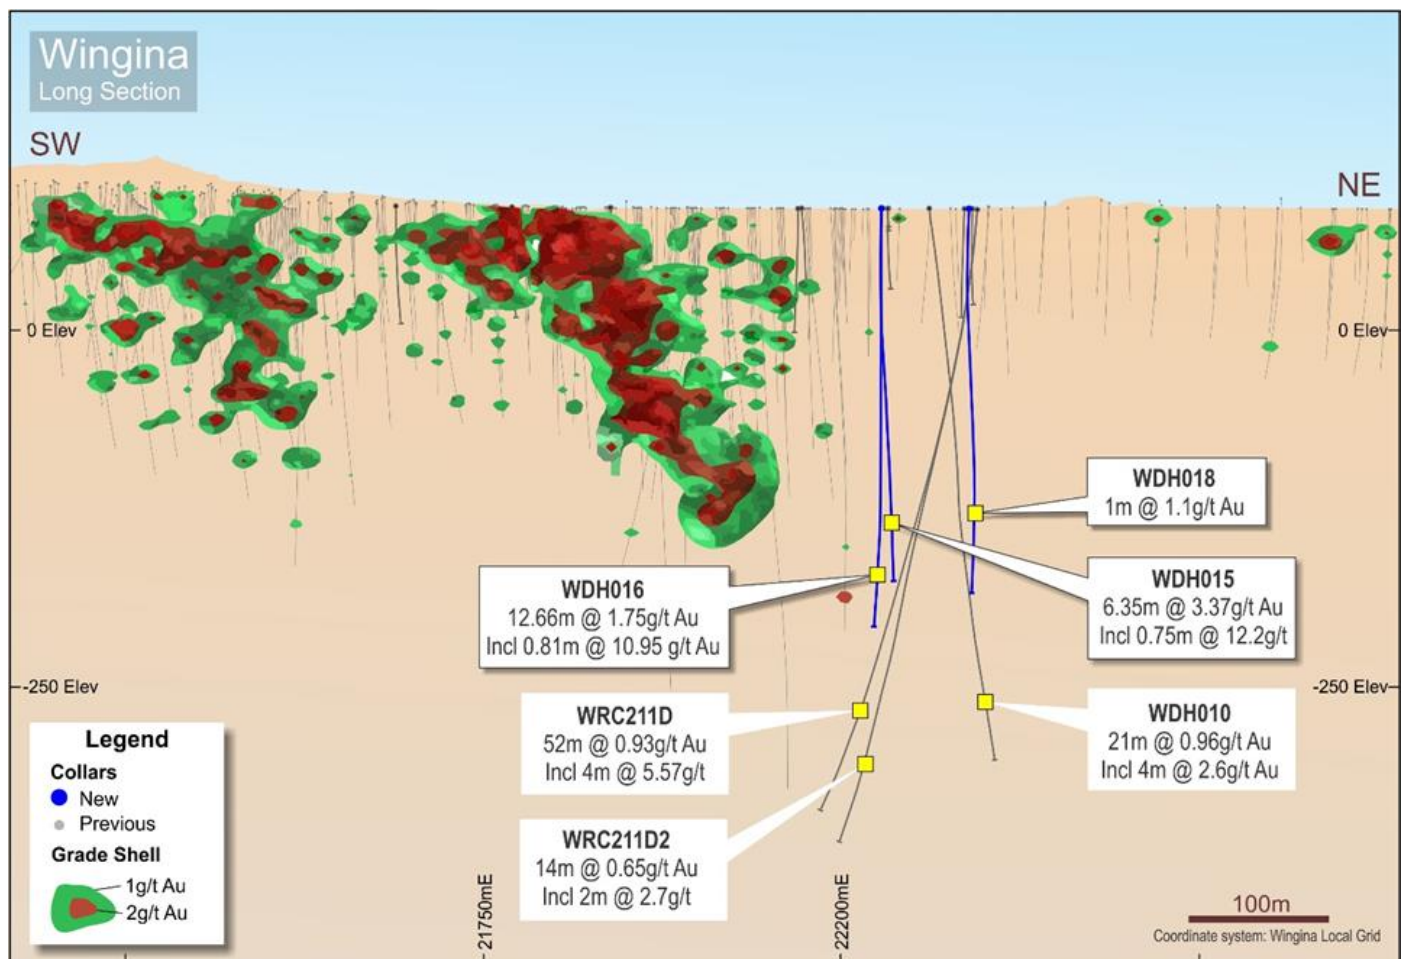 Wingina
Long Section
SW
NE
0 Elev
0 Elev
WDH018
1m @ 1.1g/t Au
WDH016
12.66m @ 1.75g/t Au
Incl 0.81m @ 10.95 g/t Au
WDH015
6.35m @ 3.37g/t Au
Incl 0.75m @ 12.2g/t
-250 Elev
-250 Elev
WRC211D
52m @ 0.93g/t Au
Incl 4m @ 5.57g/t
WDH010
21m @ 0.96g/t Au
Incl 4m @ 2.6g/t Au
WRC211D2
14m @ 0.65g/t Au
Incl 2m @ 2.7g/t
Legend
Collars
New
Previous
Grade Shell
1g/t Au
2g/t Au
21750mE
22200mE
100m
Coordinate system: Wingina Local Grid